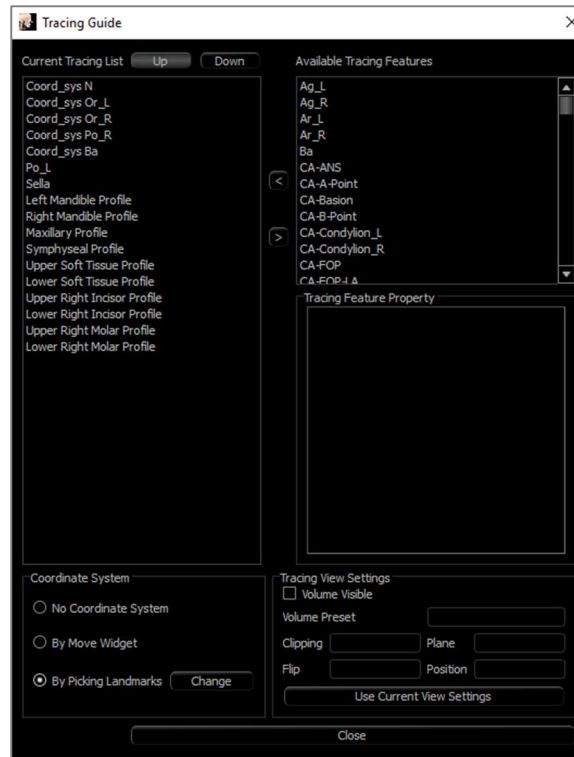 Tracing Guide
Current Tracing List
Up
Down
Coord_sys N
Coord_sys Or_L
Coord_sys Or_R
Coord_sys Po_R
Coord_sys Ba
Po_L
Sella
Left Mandible Profile
Right Mandible Profile
Maxillary Profile
Symphyseal Profile
Upper Soft Tissue Profile
Lower Soft Tissue Profile
Upper Right Incisor Profile
Lower Right Incisor Profile
Upper Right Molar Profile
Lower Right Molar Profile
<
>
Available Tracing Features
Ag_L
Ag_R
Ar_L
Ar_R
Ba
CA-ANS
CA-A-Point
CA-Basion
CA-B-Point
CA-Condylion_L
CA-Condylion_R
CA-FOP
CA-FOP-LA
Tracing Feature Property
Coordinate System
No Coordinate System
By Move Widget
By Picking Landmarks
Change
Tracing View Settings
Volume Visible
Volume Preset
Clipping
Plane
Flip
Position
Use Current View Settings
Close